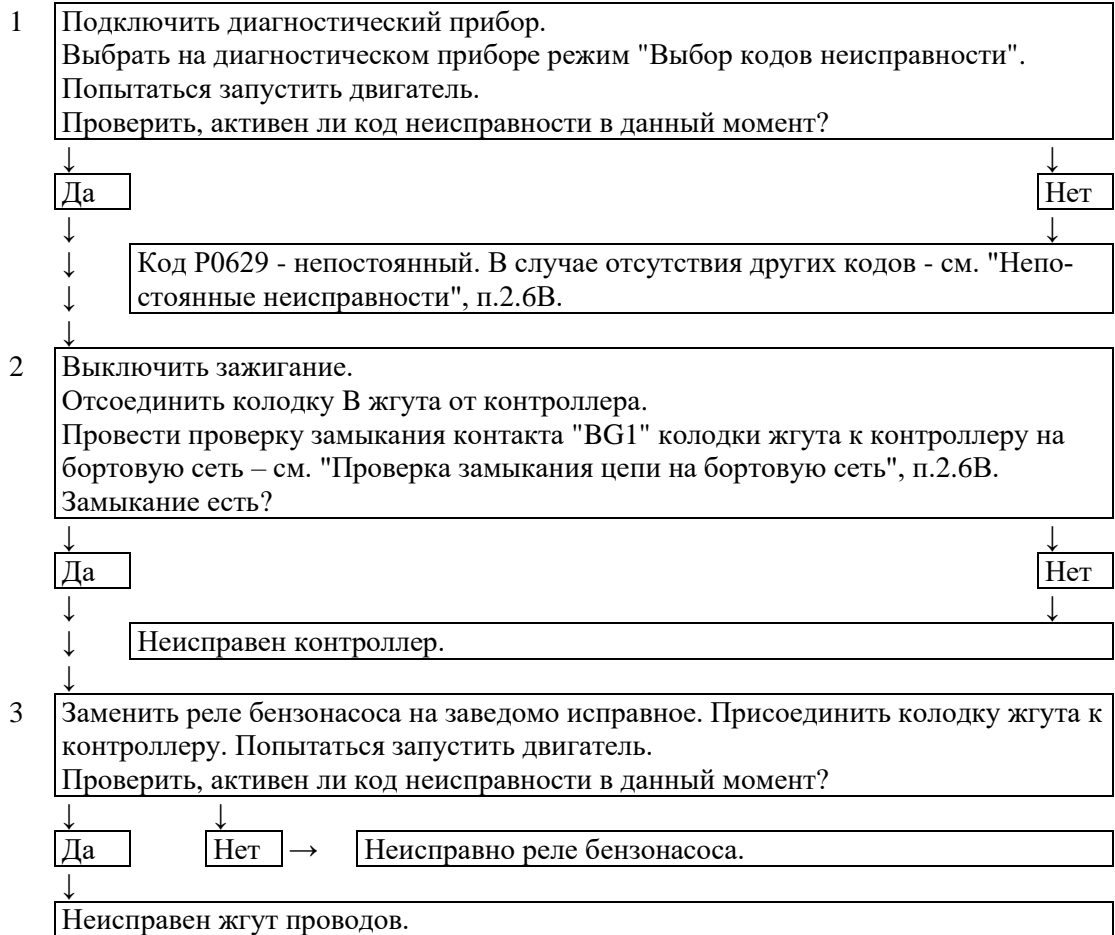 1 Подключить диагностический прибор.
Выбрать на диагностическом приборе режим "Выбор кодов неисправности".
Попытаться запустить двигатель.
Проверить, активен ли код неисправности в данный момент?
↓ ↓
Да Нет
↓ ↓
↓ Код P0629 - непостоянный. В случае отсутствия других кодов - см. "Непо-
↓ стоянные неисправности", п.2.6В.
↓
2 Выключить зажигание.
Отсоединить колодку В жгута от контроллера.
Провести проверку замыкания контакта "BG1" колодки жгута к контроллеру на
бортовую сеть – см. "Проверка замыкания цепи на бортовую сеть", п.2.6В.
Замыкание есть?
↓ ↓
Да Нет
↓ ↓
↓ Неисправен контроллер.
↓
3 Заменить реле бензонасоса на заведомо исправное. Присоединить колодку жгута к
контроллеру. Попытаться запустить двигатель.
Проверить, активен ли код неисправности в данный момент?
↓ ↓
Да Нет → Неисправно реле бензонасоса.
↓
Неисправен жгут проводов.